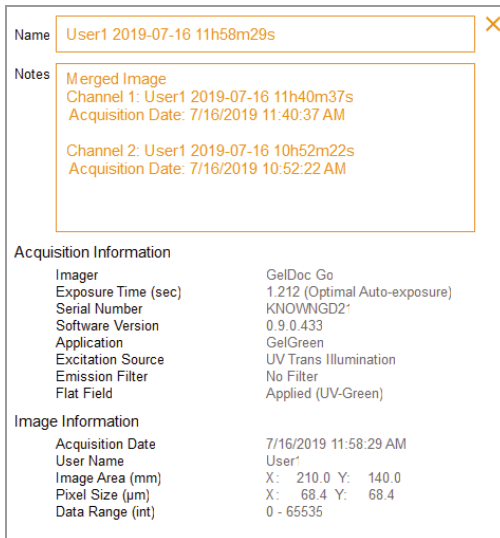 Name User1 2019-07-16 11h58m29s
Notes Merged Image
Channel 1: User1 2019-07-16 11h40m37s
Acquisition Date: 7/16/2019 11:40:37 AM
Channel 2: User1 2019-07-16 10h52m22s
Acquisition Date: 7/16/2019 10:52:22 AM
Acquisition Information
Imager GelDoc Go
Exposure Time (sec) 1.212 (Optimal Auto-exposure)
Serial Number KNOWNGD21
Software Version 0.9.0.433
Application GelGreen
Excitation Source UV Trans Illumination
Emission Filter No Filter
Flat Field Applied (UV-Green)
Image Information
Acquisition Date 7/16/2019 11:58:29 AM
User Name User1
Image Area (mm) X: 210.0 Y: 140.0
Pixel Size (µm) X: 68.4 Y: 68.4
Data Range (int) 0 - 65535